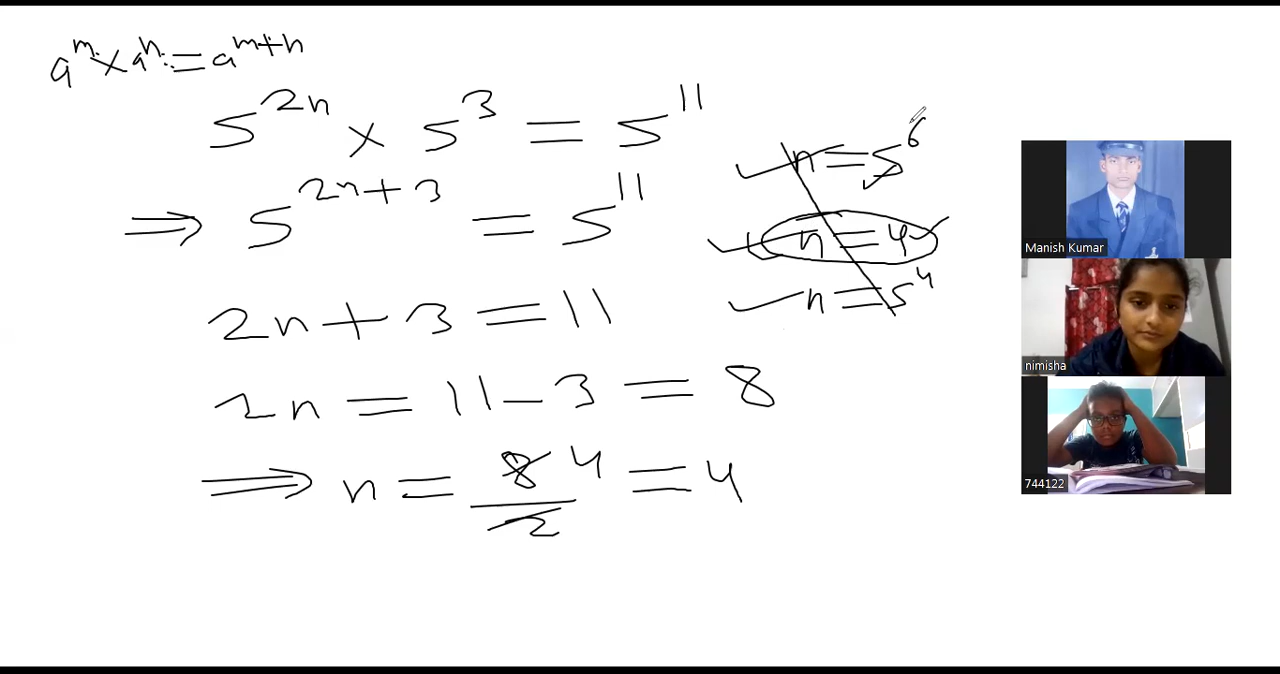 a^m × a^n = a^(m+n)
5^(2n) × 5^3 = 5^11
⇒ 5^(2n+3) = 5^11
2n + 3 = 11
2n = 11 - 3 = 8
⇒ n = 8/2 4 = 4
n = 5^6
n = 4
n = 5^4
Manish Kumar
nimisha
744122